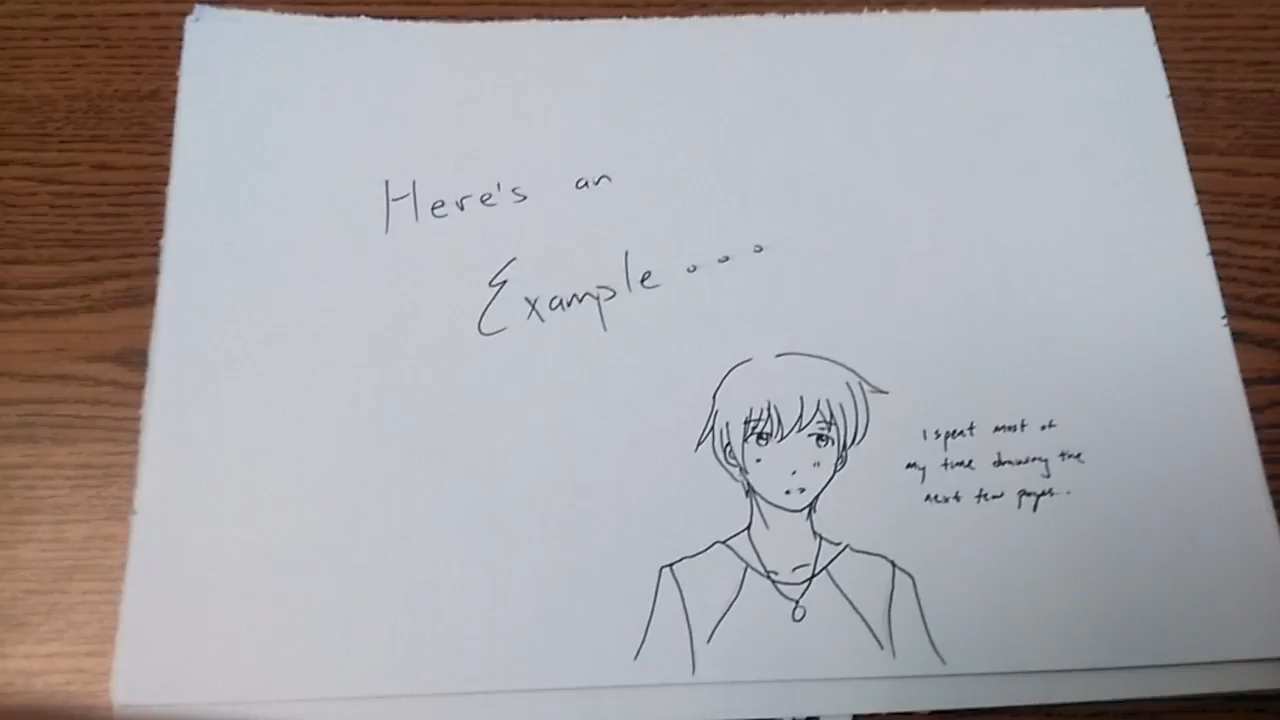 Here's an
Example...
I spent most of
my time drawing the
next few pages..